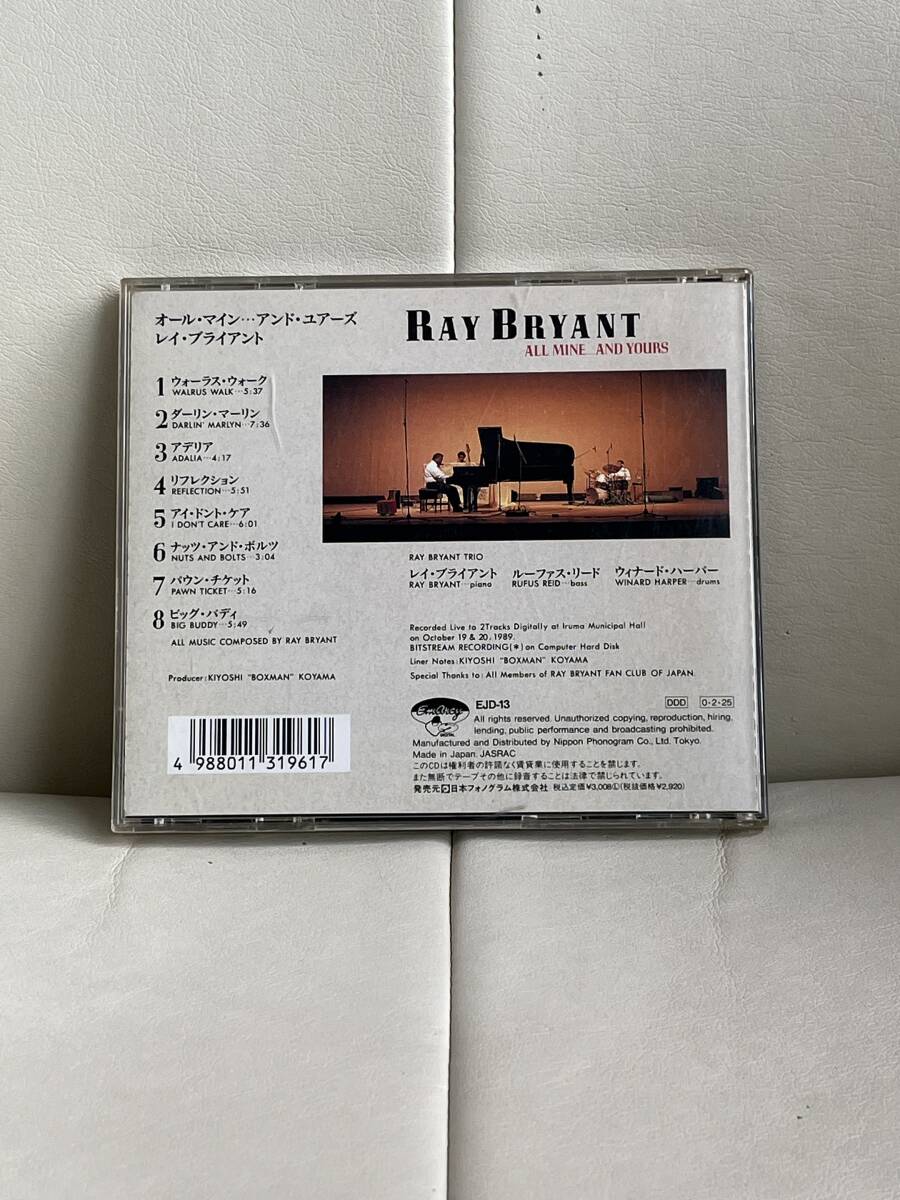 オール・マイン…アンド・ユアーズ
レイ・ブライアント
RAY BRYANT
ALL MINE...AND YOURS
1 ウォーラス・ウォーク
WALRUS WALK…5:37
2 ダーリン・マーリン
DARLIN' MARLYN…7:36
3 アデリア
ADALIA…4:17
4 リフレクション
REFLECTION…5:51
5 アイ・ドント・ケア
I DON'T CARE…6:01
6 ナッツ・アンド・ボルツ
NUTS AND BOLTS…3:04
7 パウン・チケット
PAWN TICKET…5:16
8 ビッグ・バディ
BIG BUDDY…5:49
ALL MUSIC COMPOSED BY RAY BRYANT
Producer:KIYOSHI "BOXMAN" KOYAMA
4 988011 319617
RAY BRYANT TRIO
レイ・ブライアント ルーファス・リード ウィナード・ハーパー
RAY BRYANT…piano RUFUS REID…bass WINARD HARPER…drums
Recorded Live to 2Tracks Digitally at Iruma Municipal Hall
on October 19 & 20, 1989.
BITSTREAM RECORDING(*) on Computer Hard Disk
Liner Notes:KIYOSHI "BOXMAN" KOYAMA
Special Thanks to: All Members of RAY BRYANT FAN CLUB OF JAPAN.
EmArcy
DIGITAL
EJD-13
DDD 0·2·25
All rights reserved. Unauthorized copying, reproduction, hiring,
lending, public performance and broadcasting prohibited.
Manufactured and Distributed by Nippon Phonogram Co., Ltd. Tokyo.
Made in Japan. JASRAC
このCDは権利者の許諾なく賃貸業に使用することを禁じます。
また無断でテープその他に録音することは法律で禁じられています。
発売元 日本フォノグラム株式会社 税込定価¥3,008Ⓛ(税抜価格¥2,920)